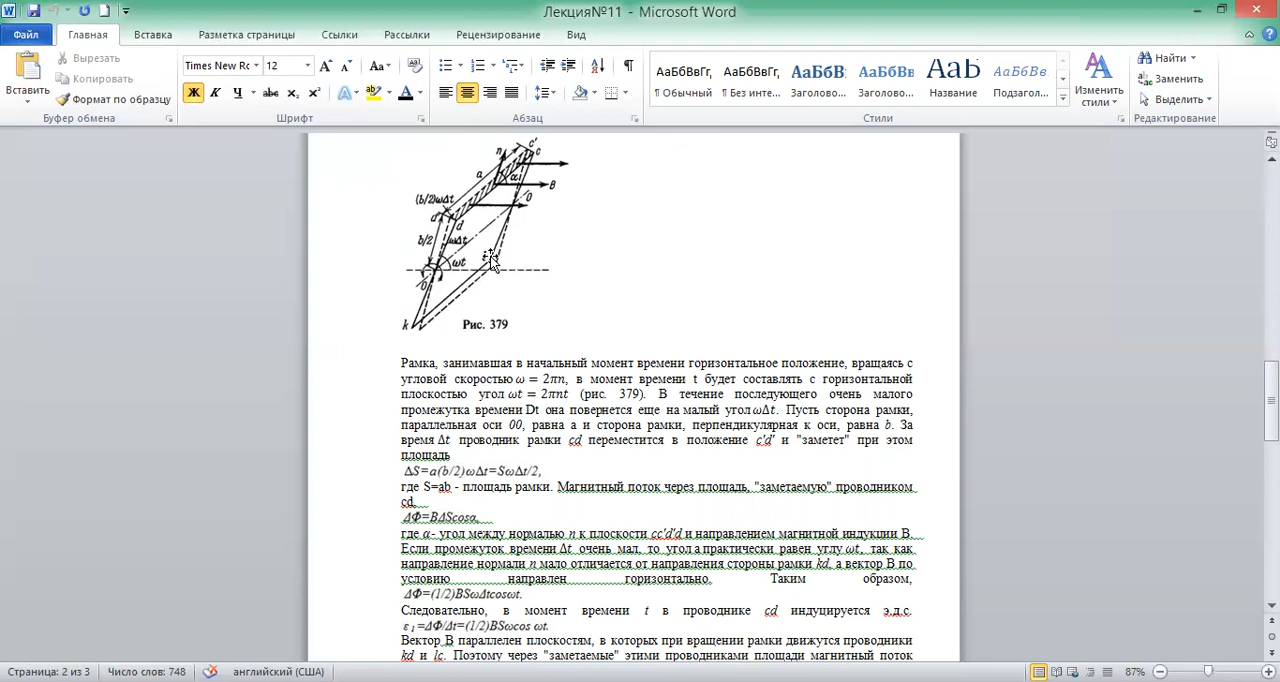 Лекция№11 - Microsoft Word
Файл Главная Вставка Разметка страницы Ссылки Рассылки Рецензирование Вид
Вставить
Вырезать
Копировать
Формат по образцу
Буфер обмена
Times New Rc 12
Ж К Ч abc x₂ x²
Шрифт
Абзац
АаБбВвГг, АаБбВвГг, АаБбВ АаБбВв АаБ АаБбВв
¶ Обычный ¶ Без инте... Заголово... Заголово... Название Подзагол...
Стили
Изменить стили
Найти
Заменить
Выделить
Редактирование
c'
n c
a α
B
(b/2)ωΔt
O
d' d
b/2 ωΔt
ωt
O
k
Рис. 379
Рамка, занимавшая в начальный момент времени горизонтальное положение, вращаясь с
угловой скоростью ω = 2πn, в момент времени t будет составлять с горизонтальной
плоскостью угол ωt = 2πnt (рис. 379). В течение последующего очень малого
промежутка времени Dt она повернется еще на малый угол ωΔt. Пусть сторона рамки,
параллельная оси 00, равна a и сторона рамки, перпендикулярная к оси, равна b. За
время Δt проводник рамки cd переместится в положение c'd' и "заметет" при этом
площадь
ΔS=a(b/2)ωΔt=SωΔt/2,
где S=ab - площадь рамки. Магнитный поток через площадь, "заметаемую" проводником
cd,
ΔΦ=BΔScosα,
где α- угол между нормалью n к плоскости cc'd'd и направлением магнитной индукции В.
Если промежуток времени Δt очень мал, то угол a практически равен углу ωt, так как
направление нормали n мало отличается от направления стороны рамки kd, а вектор В по
условию направлен горизонтально. Таким образом,
ΔΦ=(1/2)BSωΔtcosωt.
Следовательно, в момент времени t в проводнике cd индуцируется э.д.с.
ε₁=ΔΦ/Δt=(1/2)BSωcos ωt.
Вектор В параллелен плоскостям, в которых при вращении рамки движутся проводники
kd и lc. Поэтому через "заметаемые" этими проводниками площади магнитный поток
Страница: 2 из 3 Число слов: 748 английский (США) 87%